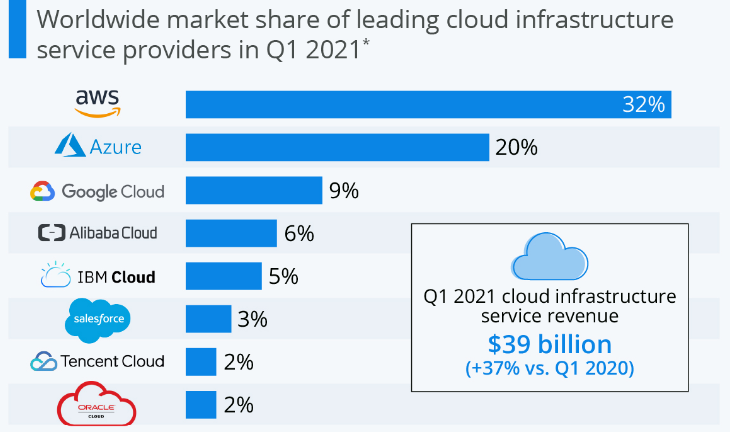 Worldwide market share of leading cloud infrastructure
service providers in Q1 2021*
aws
32%
Azure
20%
Google Cloud
9%
Alibaba Cloud
6%
IBM Cloud
5%
salesforce
3%
Tencent Cloud
2%
ORACLE
CLOUD
2%
Q1 2021 cloud infrastructure
service revenue
$39 billion
(+37% vs. Q1 2020)